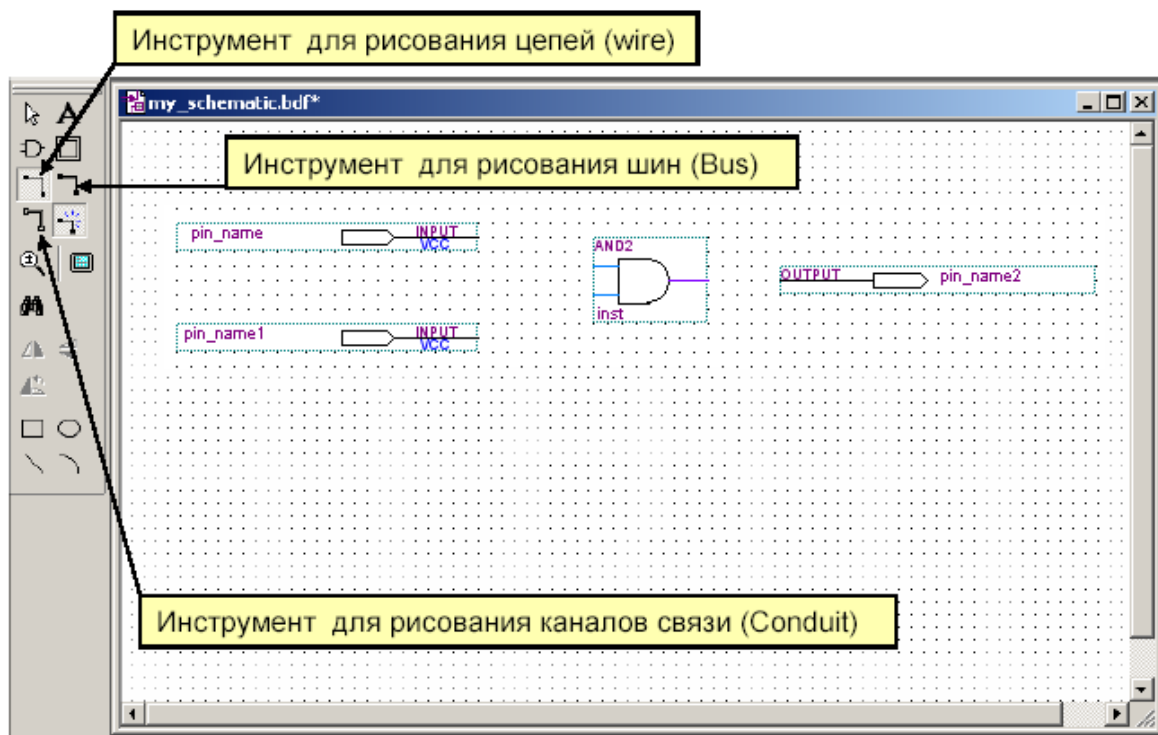 Инструмент для рисования цепей (wire)
my_schematic.bdf*
A
Инструмент для рисования шин (Bus)
pin_name
INPUT
VCC
AND2
inst
OUTPUT
pin_name2
pin_name1
INPUT
VCC
Инструмент для рисования каналов связи (Conduit)